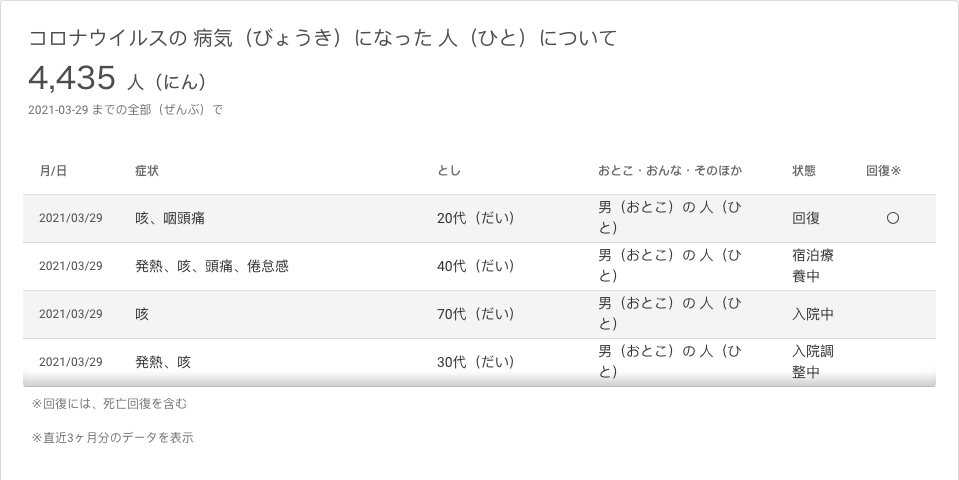 コロナウイルスの 病気（びょうき）になった 人（ひと）について
4,435 人（にん）
2021-03-29 までの全部（ぜんぶ）で
月/日 症状 とし おとこ・おんな・そのほか 状態 回復※
2021/03/29 咳、咽頭痛 20代（だい） 男（おとこ）の 人（ひ 回復 ○
と）
2021/03/29 発熱、咳、頭痛、倦怠感 40代（だい） 男（おとこ）の 人（ひ 宿泊療
と） 養中
2021/03/29 咳 70代（だい） 男（おとこ）の 人（ひ 入院中
と）
2021/03/29 発熱、咳 30代（だい） 男（おとこ）の 人（ひ 入院調
と） 整中
※回復には、死亡回復を含む
※直近3ヶ月分のデータを表示